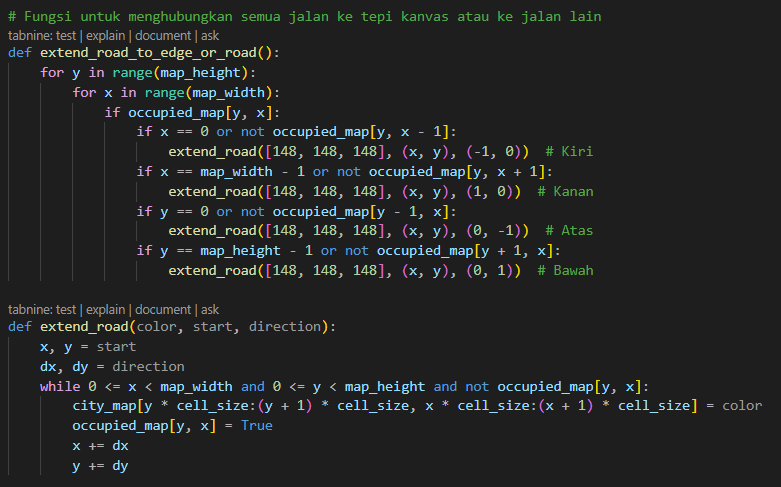 # Fungsi untuk menghubungkan semua jalan ke tepi kanvas atau ke jalan lain
tabnine: test | explain | document | ask
def extend_road_to_edge_or_road():
    for y in range(map_height):
        for x in range(map_width):
            if occupied_map[y, x]:
                if x == 0 or not occupied_map[y, x - 1]:
                    extend_road([148, 148, 148], (x, y), (-1, 0))  # Kiri
                if x == map_width - 1 or not occupied_map[y, x + 1]:
                    extend_road([148, 148, 148], (x, y), (1, 0))  # Kanan
                if y == 0 or not occupied_map[y - 1, x]:
                    extend_road([148, 148, 148], (x, y), (0, -1))  # Atas
                if y == map_height - 1 or not occupied_map[y + 1, x]:
                    extend_road([148, 148, 148], (x, y), (0, 1))  # Bawah
tabnine: test | explain | document | ask
def extend_road(color, start, direction):
    x, y = start
    dx, dy = direction
    while 0 <= x < map_width and 0 <= y < map_height and not occupied_map[y, x]:
        city_map[y * cell_size:(y + 1) * cell_size, x * cell_size:(x + 1) * cell_size] = color
        occupied_map[y, x] = True
        x += dx
        y += dy